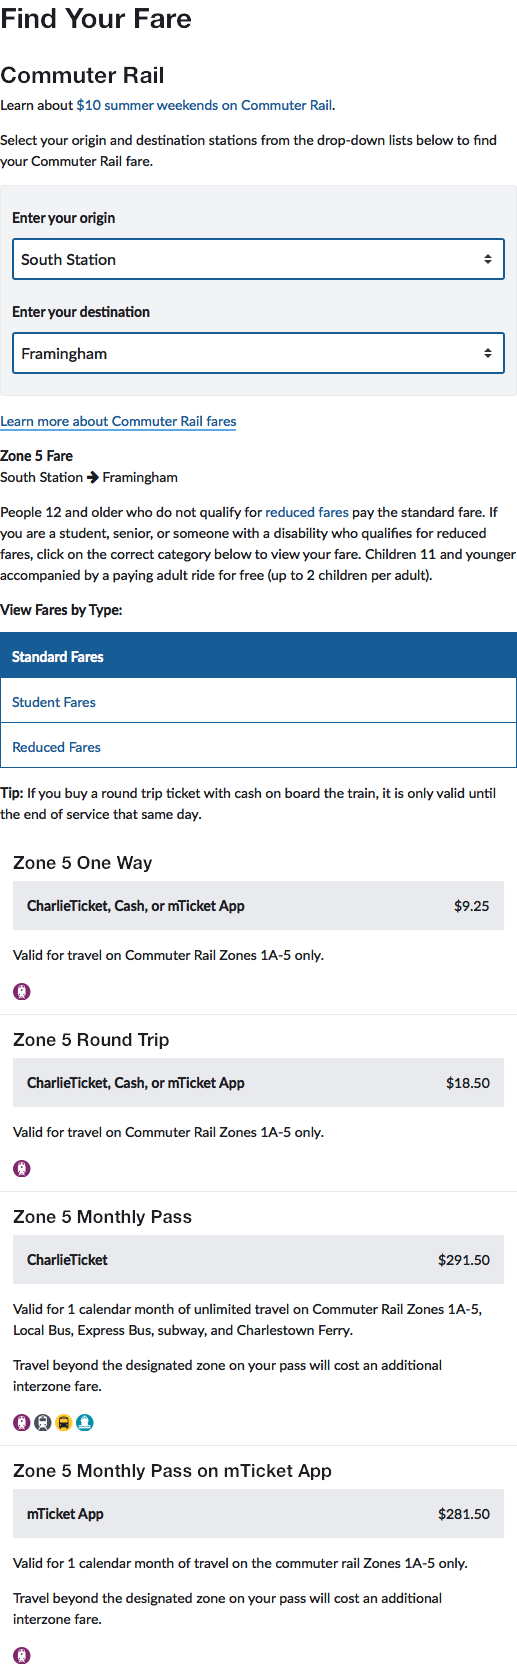 Find Your Fare
Commuter Rail
Learn about $10 summer weekends on Commuter Rail.
Select your origin and destination stations from the drop-down lists below to find
your Commuter Rail fare.
Enter your origin
South Station
Enter your destination
Framingham
Learn more about Commuter Rail fares
Zone 5 Fare
South Station → Framingham
People 12 and older who do not qualify for reduced fares pay the standard fare. If
you are a student, senior, or someone with a disability who qualifies for reduced
fares, click on the correct category below to view your fare. Children 11 and younger
accompanied by a paying adult ride for free (up to 2 children per adult).
View Fares by Type:
Standard Fares
Student Fares
Reduced Fares
Tip: If you buy a round trip ticket with cash on board the train, it is only valid until
the end of service that same day.
Zone 5 One Way
CharlieTicket, Cash, or mTicket App $9.25
Valid for travel on Commuter Rail Zones 1A-5 only.
Zone 5 Round Trip
CharlieTicket, Cash, or mTicket App $18.50
Valid for travel on Commuter Rail Zones 1A-5 only.
Zone 5 Monthly Pass
CharlieTicket $291.50
Valid for 1 calendar month of unlimited travel on Commuter Rail Zones 1A-5,
Local Bus, Express Bus, subway, and Charlestown Ferry.
Travel beyond the designated zone on your pass will cost an additional
interzone fare.
Zone 5 Monthly Pass on mTicket App
mTicket App $281.50
Valid for 1 calendar month of travel on the commuter rail Zones 1A-5 only.
Travel beyond the designated zone on your pass will cost an additional
interzone fare.